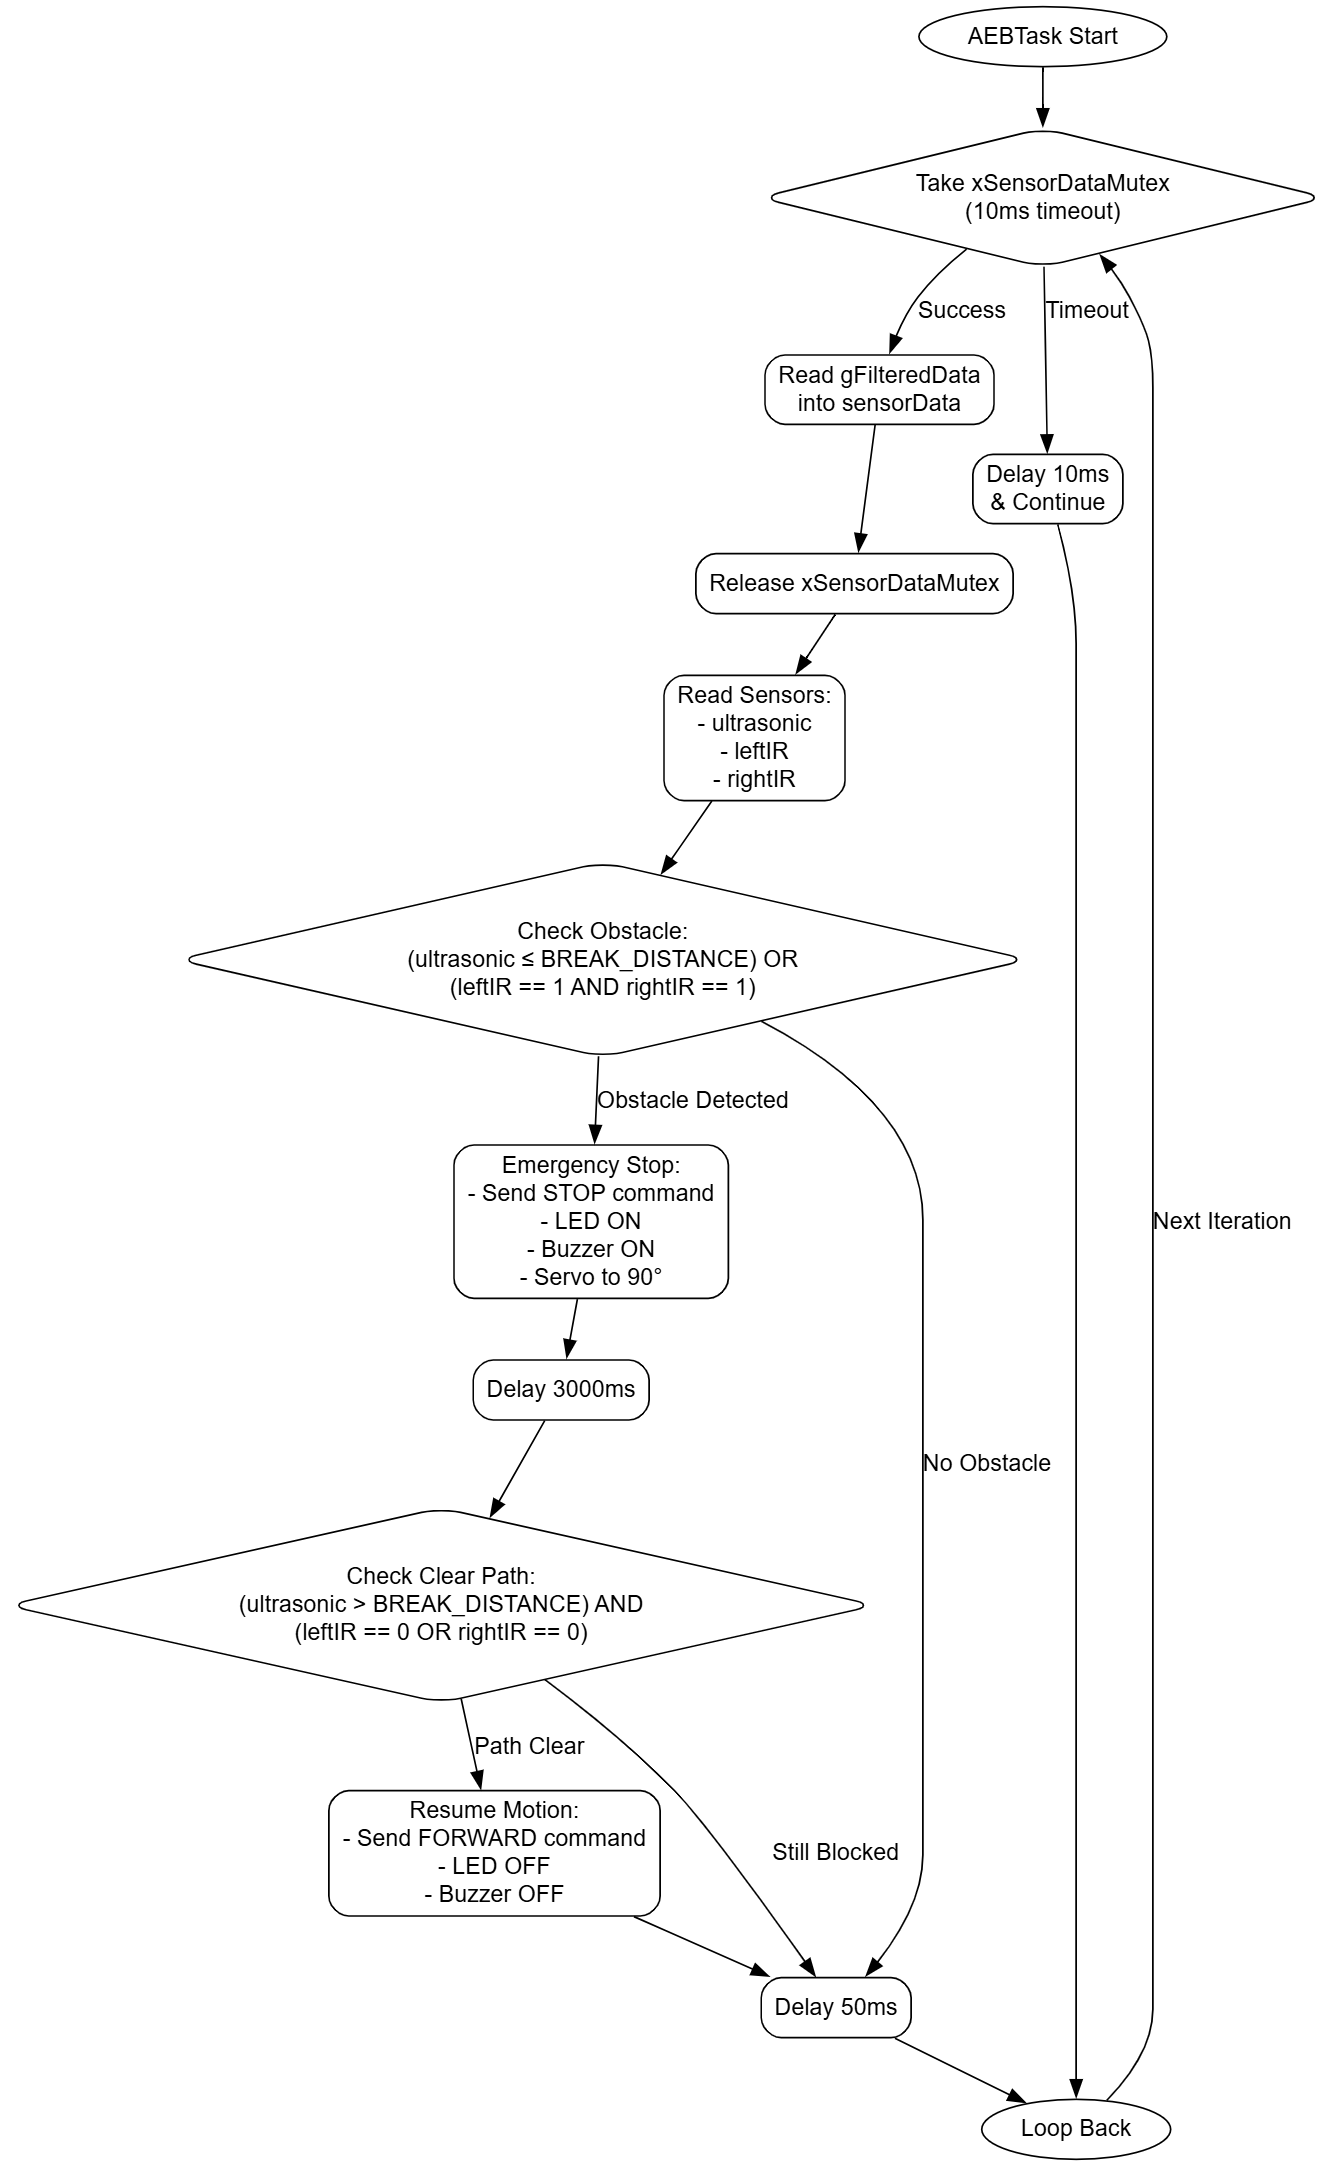 AEBTask Start
Take xSensorDataMutex
(10ms timeout)
Success
Timeout
Read gFilteredData
into sensorData
Delay 10ms
& Continue
Release xSensorDataMutex
Read Sensors:
- ultrasonic
- leftIR
- rightIR
Check Obstacle:
(ultrasonic ≤ BREAK_DISTANCE) OR
(leftIR == 1 AND rightIR == 1)
Obstacle Detected
Emergency Stop:
- Send STOP command
- LED ON
- Buzzer ON
- Servo to 90°
Next Iteration
Delay 3000ms
No Obstacle
Check Clear Path:
(ultrasonic > BREAK_DISTANCE) AND
(leftIR == 0 OR rightIR == 0)
Path Clear
Resume Motion:
- Send FORWARD command
- LED OFF
- Buzzer OFF
Still Blocked
Delay 50ms
Loop Back